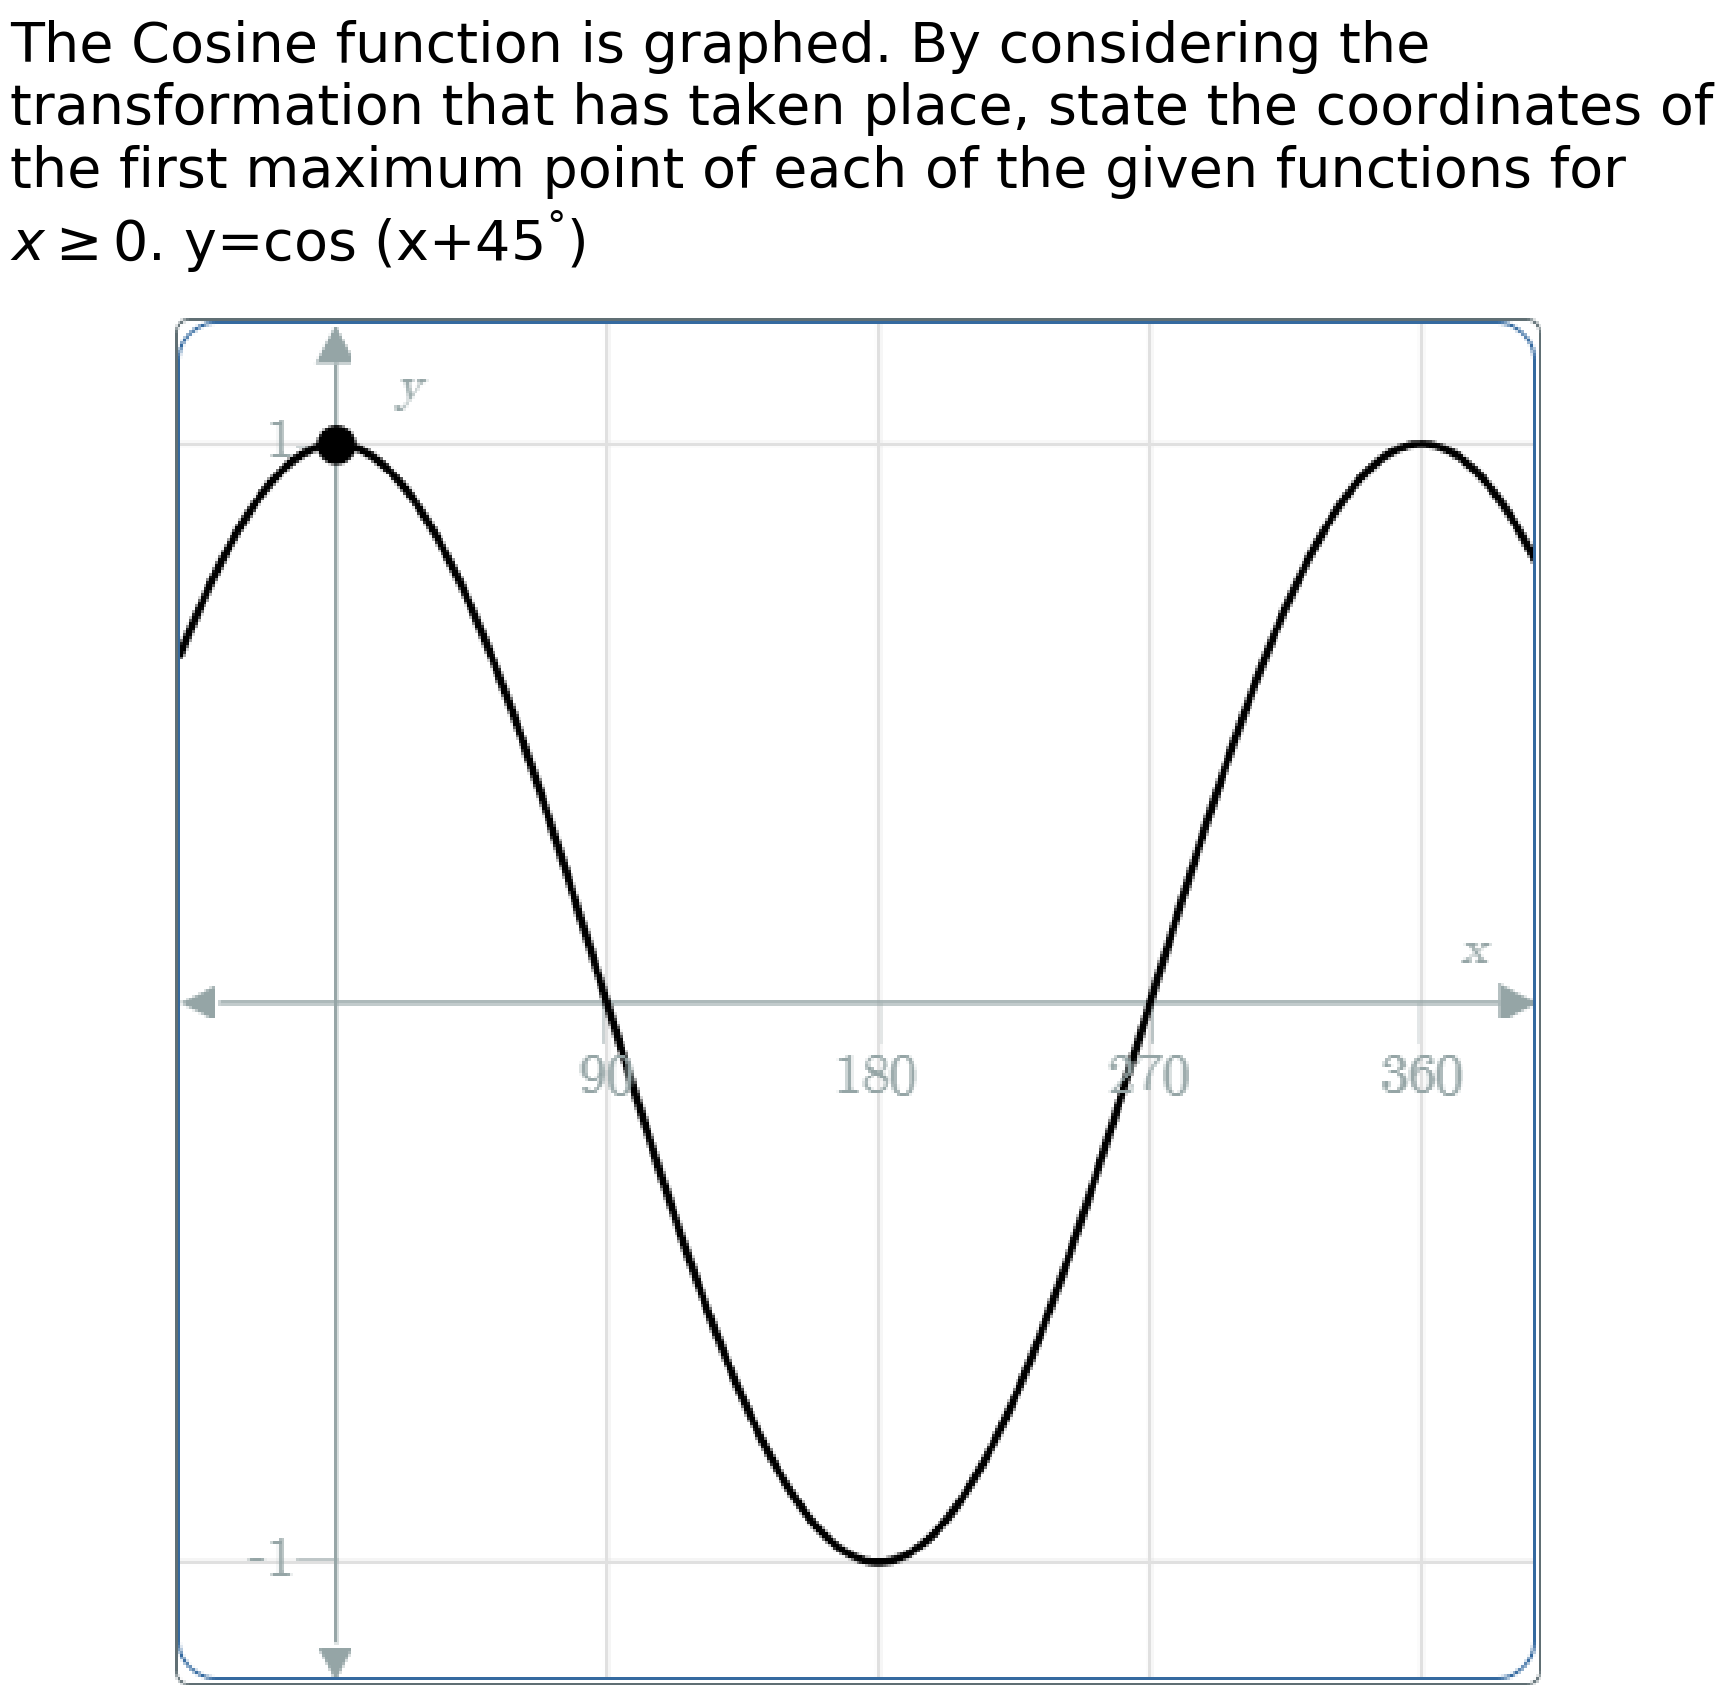 The Cosine function is graphed. By considering the
transformation that has taken place, state the coordinates of
the first maximum point of each of the given functions for
x ≥ 0. y=cos (x+45°)
y
1
x
90 180 270 360
-1